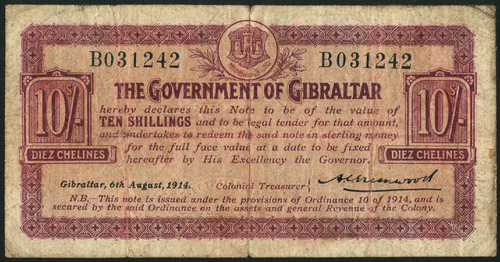 B031242 B031242
THE GOVERNMENT OF GIBRALTAR
hereby declares this Note to be of the value of
TEN SHILLINGS and to be legal tender for that amount,
and undertakes to redeem the said note in sterling money
for the full face value at a date to be fixed
hereafter by His Excellency the Governor.
10S/-
DIEZ CHELINES
10S/-
DIEZ CHELINES
Gibraltar, 6th August, 1914. Colonial Treasurer
N.B.—This note is issued under the provisions of Ordinance 10 of 1914, and is
secured by the said Ordinance on the assets and general Revenue of the Colony.